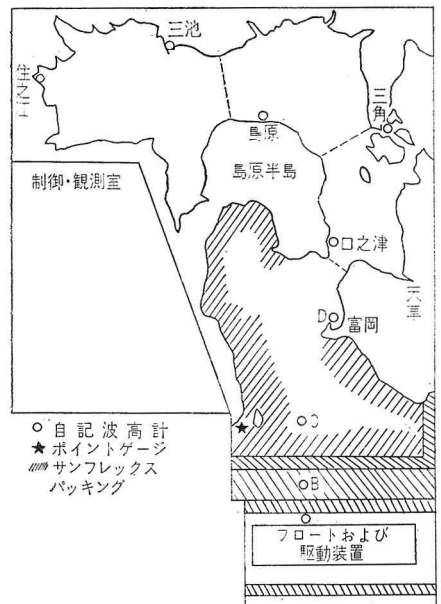 三池
住之江
三角
島原
島原半島
制御・観測室
口之津
天草
D
富岡
C
B
○ 自記波高計
★ ポイントゲージ
サンフレックス
パッキング
フロートおよび
駆動装置